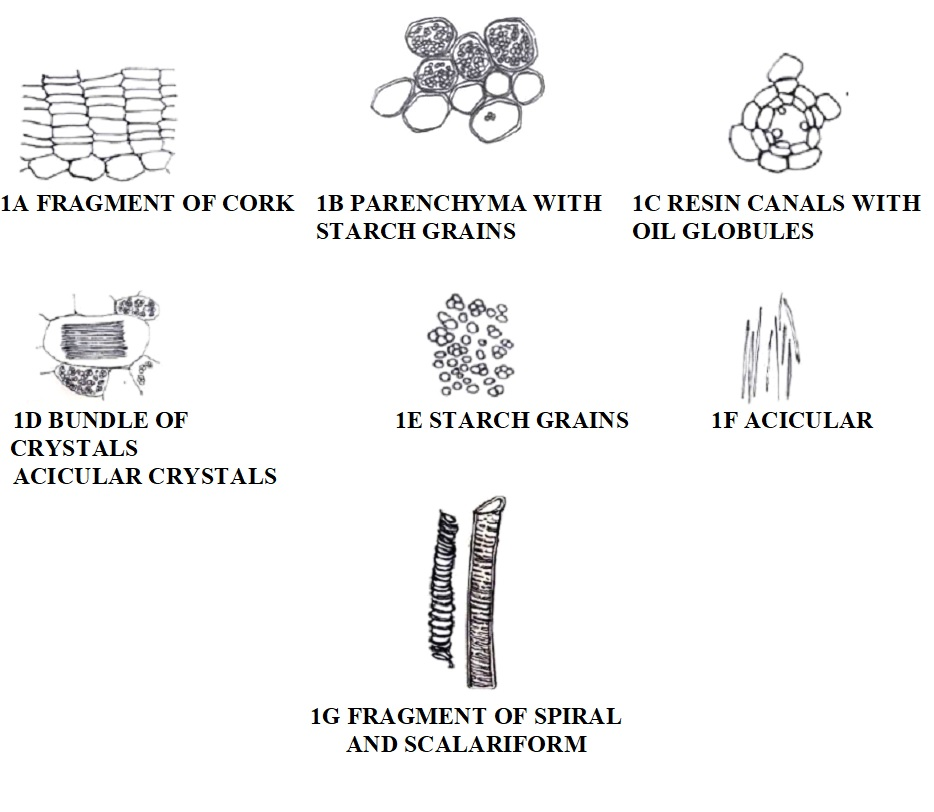 1A FRAGMENT OF CORK
1B PARENCHYMA WITH
STARCH GRAINS
1C RESIN CANALS WITH
OIL GLOBULES
1D BUNDLE OF
CRYSTALS
ACICULAR CRYSTALS
1E STARCH GRAINS
1F ACICULAR
1G FRAGMENT OF SPIRAL
AND SCALARIFORM